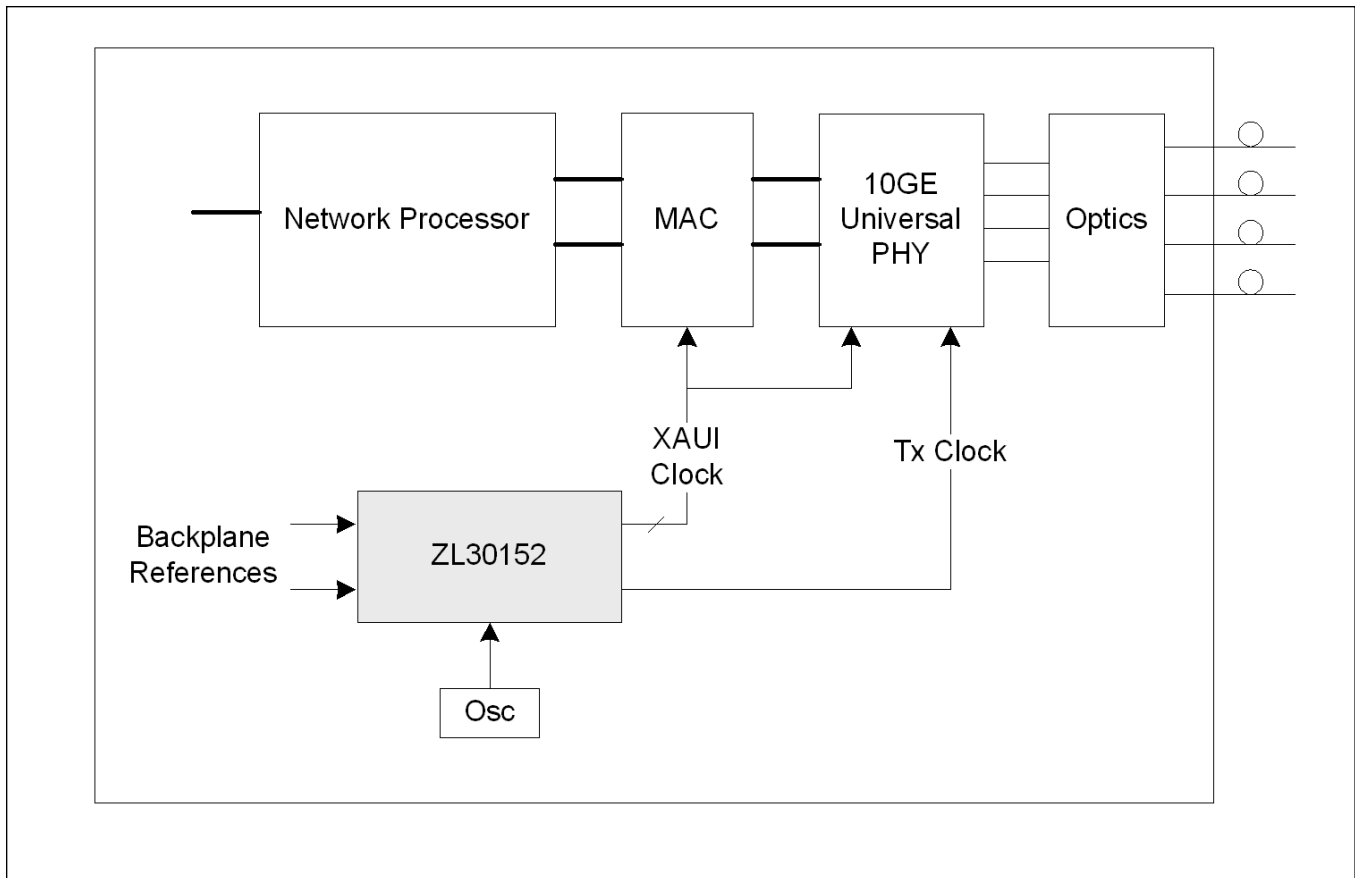 Network Processor
MAC
10GE
Universal
PHY
Optics
XAUI
Clock
Tx Clock
Backplane
References
ZL30152
Osc